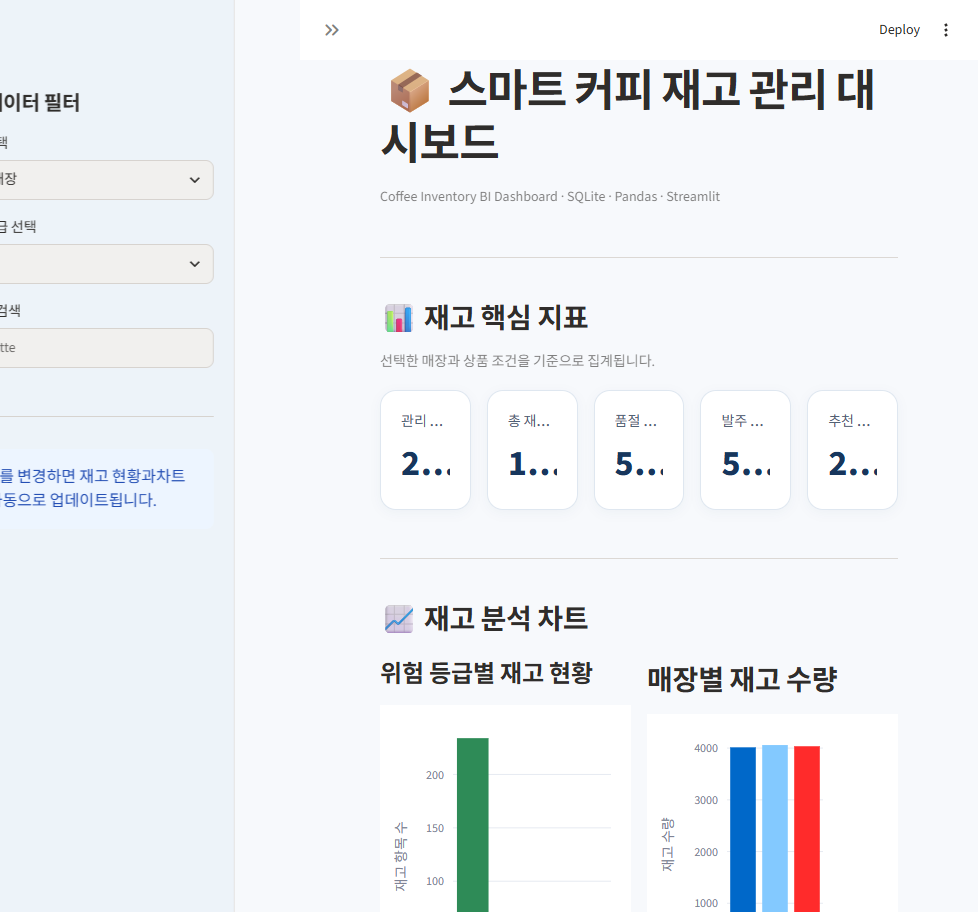 Deploy
이터 필터
택
매장
급 선택
검색
tte
를 변경하면 재고 현황과차트
자동으로 업데이트됩니다.
스마트 커피 재고 관리 대
시보드
Coffee Inventory BI Dashboard · SQLite · Pandas · Streamlit
재고 핵심 지표
선택한 매장과 상품 조건을 기준으로 집계됩니다.
관리 ...
2...
총 재...
1...
품절 ...
5...
발주 ...
5...
추천 ...
2...
재고 분석 차트
위험 등급별 재고 현황
재고 항목 수
200
150
100
매장별 재고 수량
재고 수량
4000
3000
2000
1000